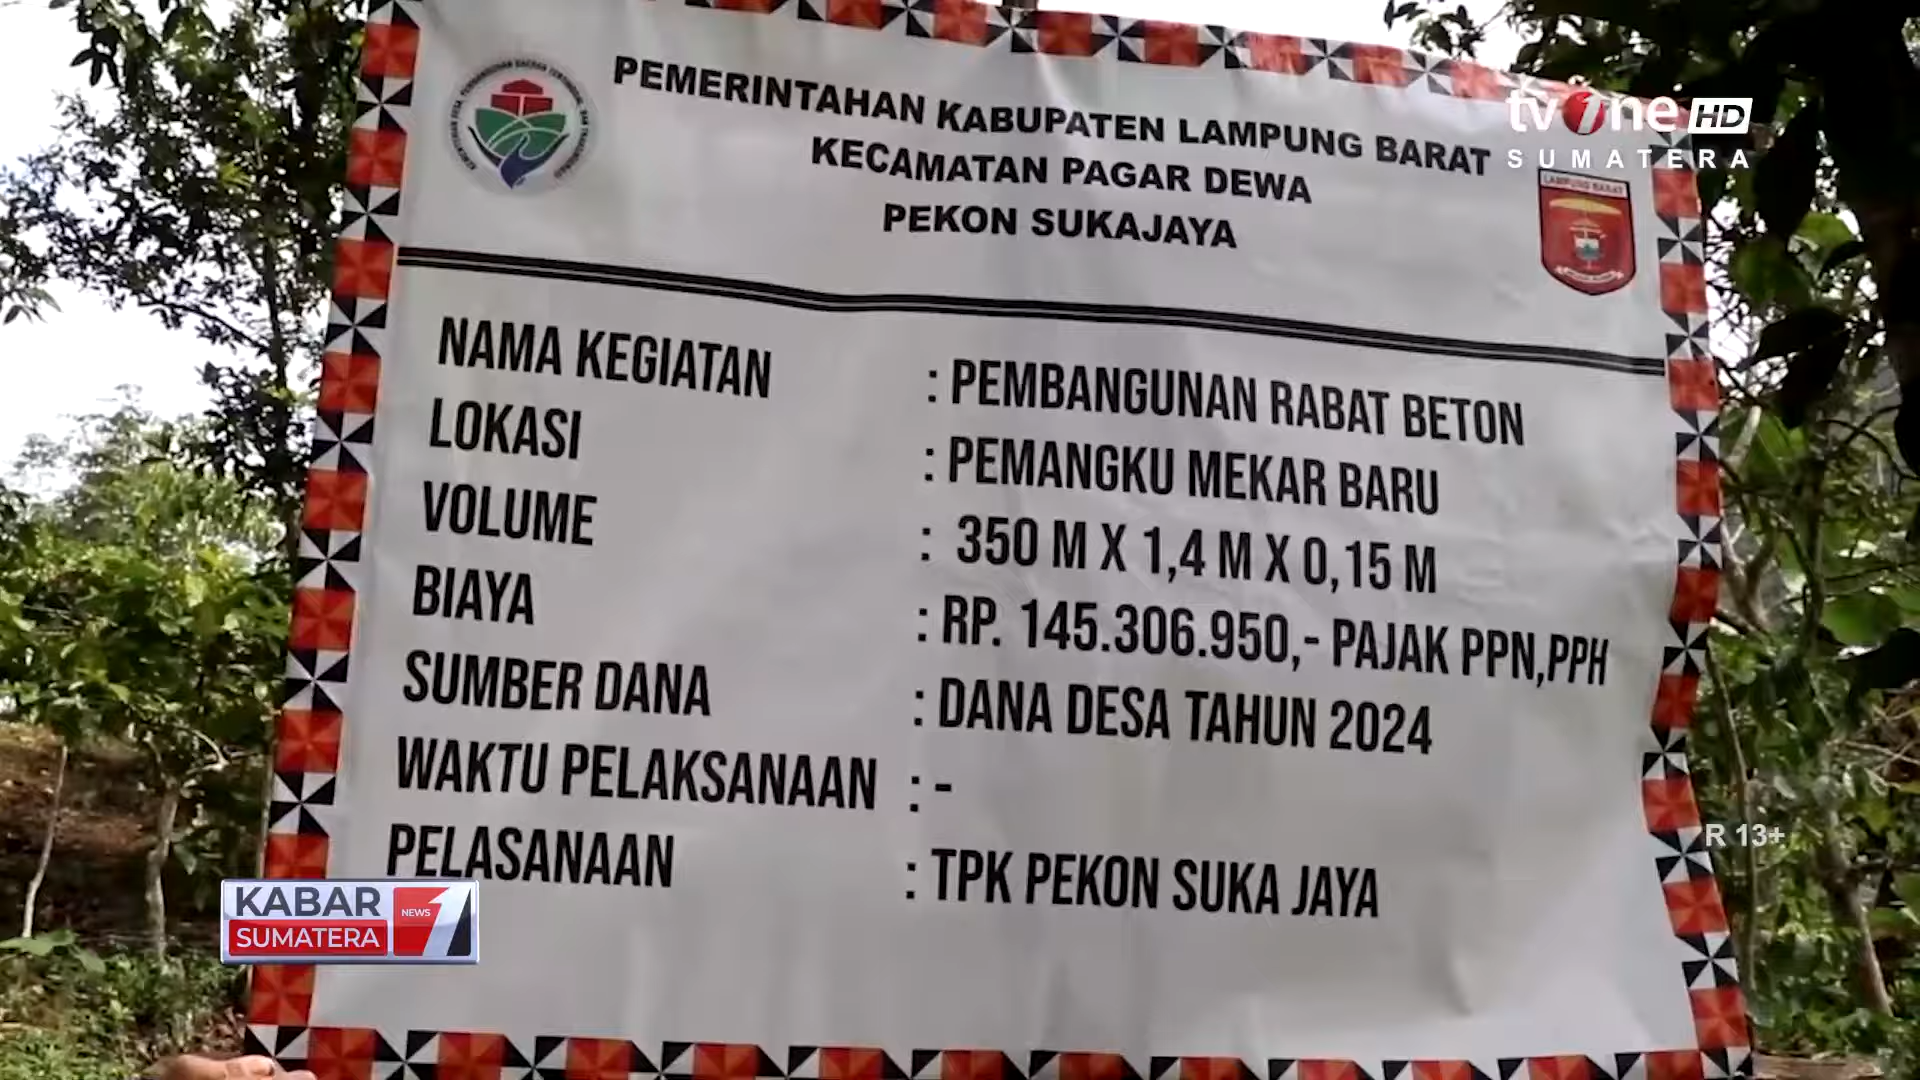 PEMERINTAHAN KABUPATEN LAMPUNG BARAT
KECAMATAN PAGAR DEWA
PEKON SUKAJAYA
tvOne HD
SUMATERA
LAMPUNG BARAT
NAMA KEGIATAN : PEMBANGUNAN RABAT BETON
LOKASI : PEMANGKU MEKAR BARU
VOLUME : 350 M X 1,4 M X 0,15 M
BIAYA : RP. 145.306.950,- PAJAK PPN,PPH
SUMBER DANA : DANA DESA TAHUN 2024
WAKTU PELAKSANAAN : -
PELASANAAN : TPK PEKON SUKA JAYA
R 13+
KABAR
SUMATERA
NEWS